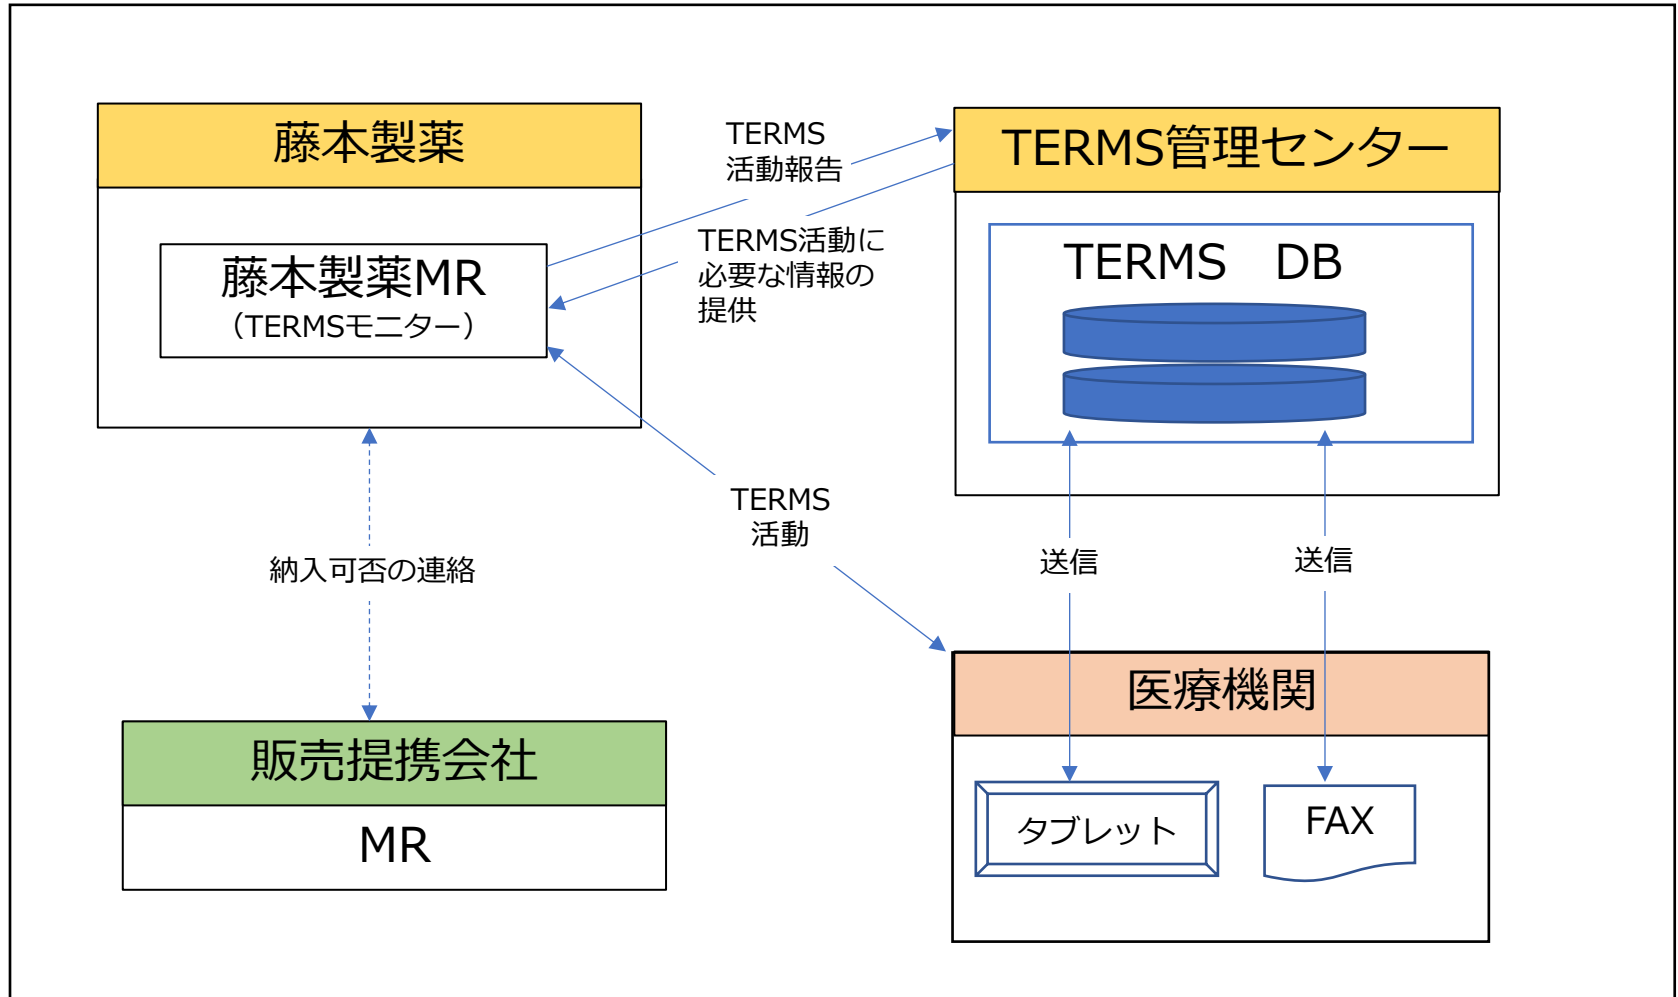 藤本製薬
藤本製薬MR
（TERMSモニター）
TERMS
活動報告
TERMS活動に
必要な情報の
提供
TERMS管理センター
TERMS　DB
TERMS
活動
納入可否の連絡
送信
送信
販売提携会社
MR
医療機関
タブレット
FAX